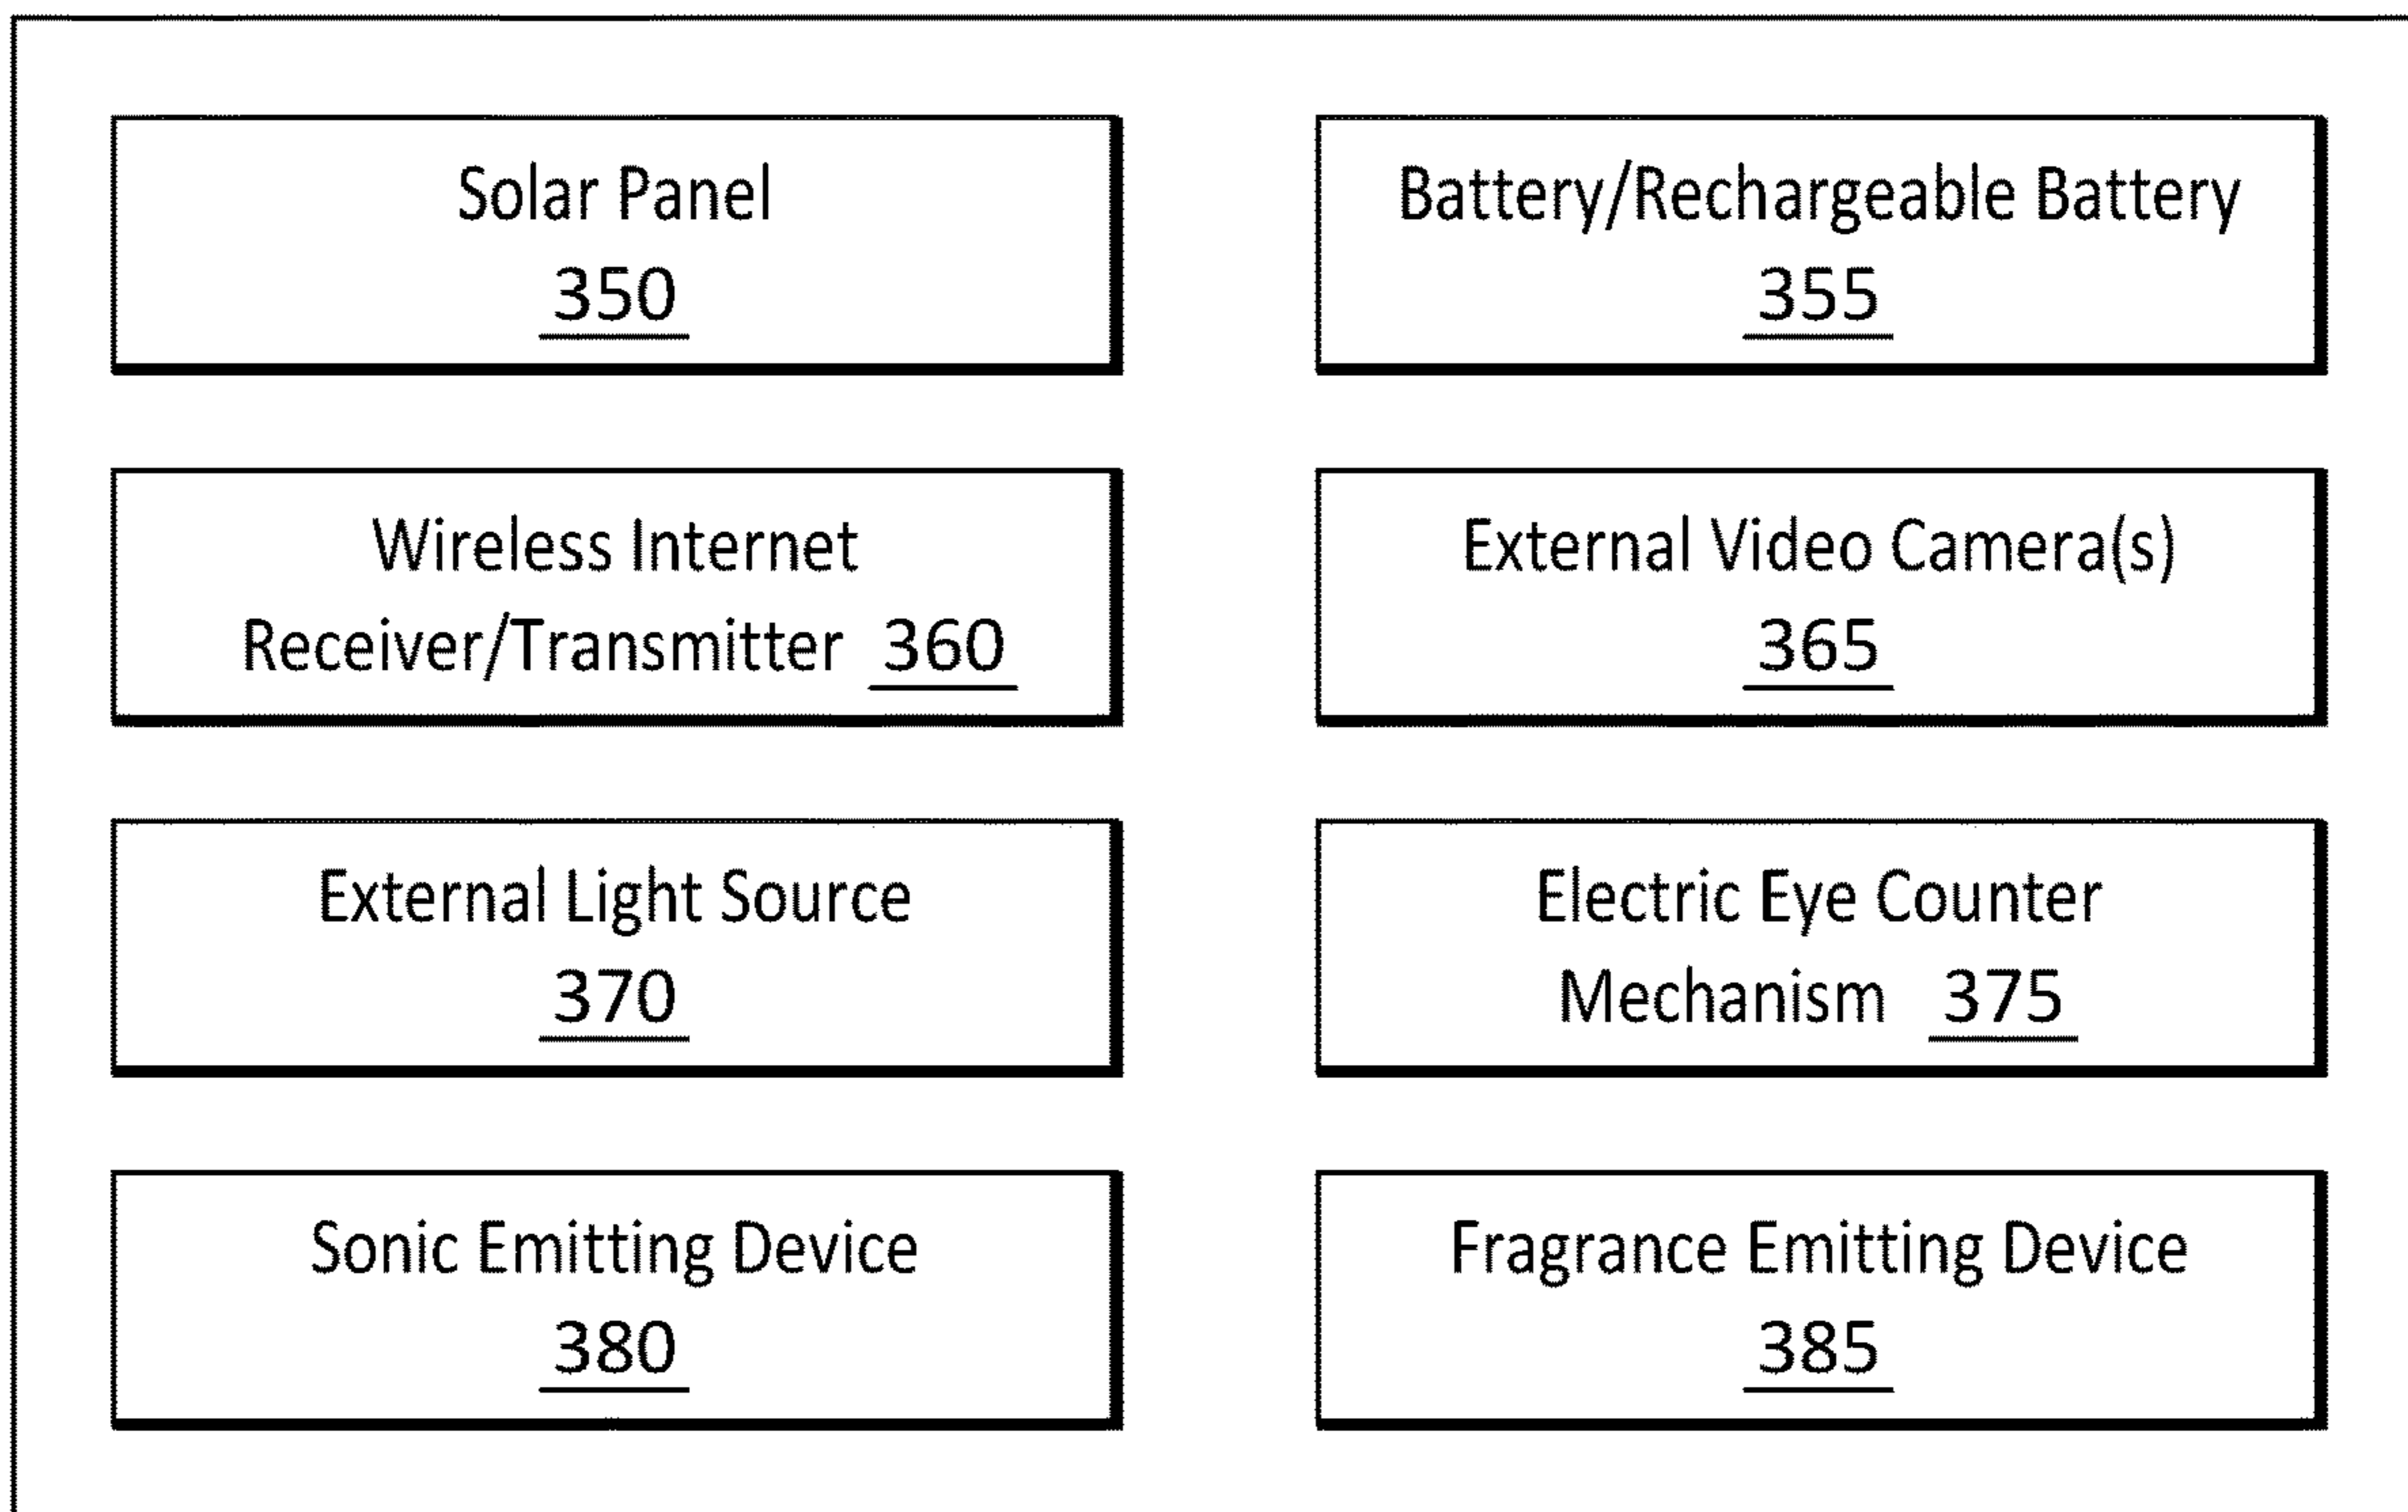 Solar Panel
350
Battery/Rechargeable Battery
355
Wireless Internet
Receiver/Transmitter 360
External Video Camera(s)
365
External Light Source
370
Electric Eye Counter
Mechanism 375
Sonic Emitting Device
380
Fragrance Emitting Device
385